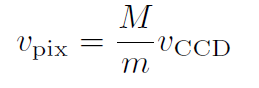 v_pix = M/m v_CCD